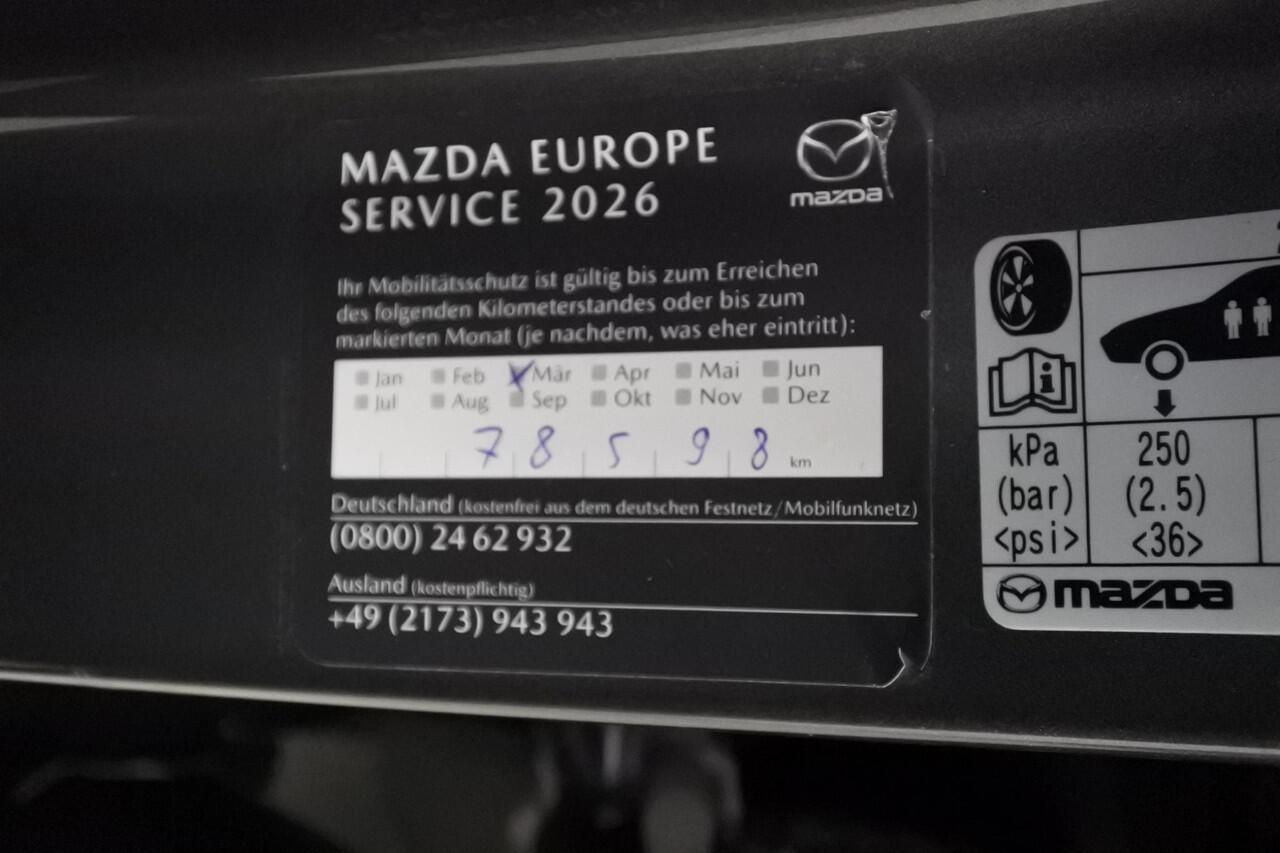 MAZDA EUROPE
SERVICE 2026
mazda
Ihr Mobilitätsschutz ist gültig bis zum Erreichen
des folgenden Kilometerstandes oder bis zum
markierten Monat (je nachdem, was eher eintritt):
Jan Feb Mär Apr Mai Jun
Jul Aug Sep Okt Nov Dez
78598 km
Deutschland (kostenfrei aus dem deutschen Festnetz/Mobilfunknetz)
(0800) 24 62 932
Ausland (kostenpflichtig)
+49 (2173) 943 943
kPa 250
(bar) (2.5)
<psi> <36>
mazda